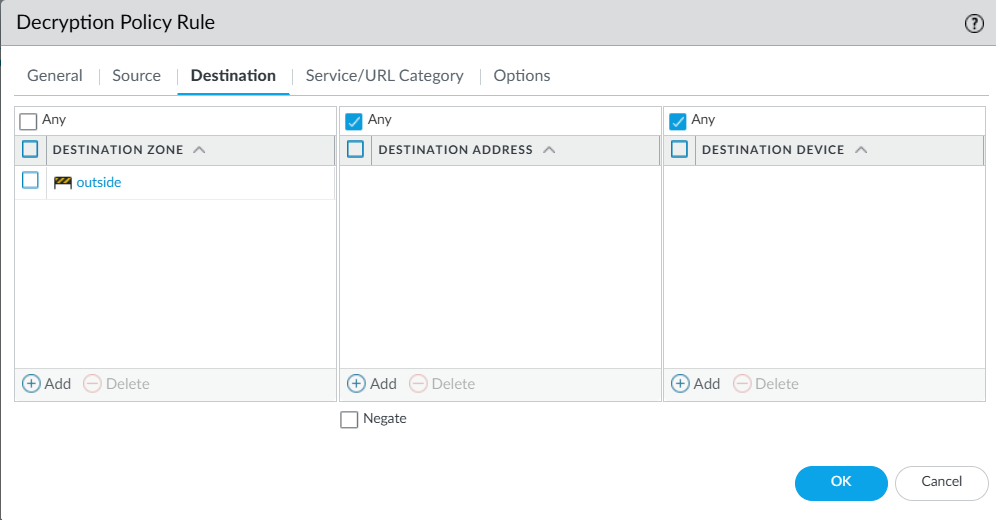 Decryption Policy Rule
General Source Destination Service/URL Category Options
Any Any Any
DESTINATION ZONE DESTINATION ADDRESS DESTINATION DEVICE
outside
Add Delete Add Delete Add Delete
Negate
OK Cancel